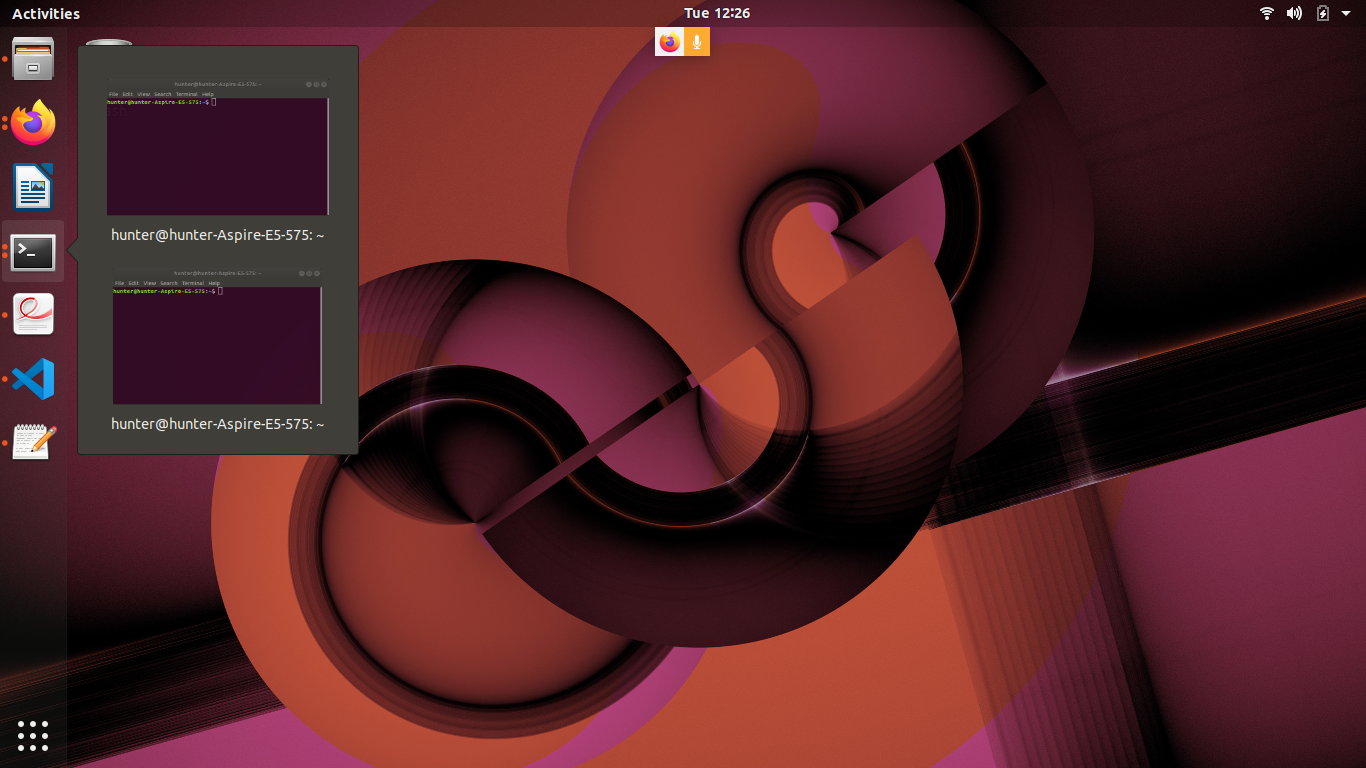 Activities
Tue 12:26
hunter@hunter-Aspire-E5-575: ~
File Edit View Search Terminal Help
hunter@hunter-Aspire-E5-575:~$
hunter@hunter-Aspire-E5-575: ~
hunter@hunter-Aspire-E5-575: ~
File Edit View Search Terminal Help
hunter@hunter-Aspire-E5-575:~$
hunter@hunter-Aspire-E5-575: ~